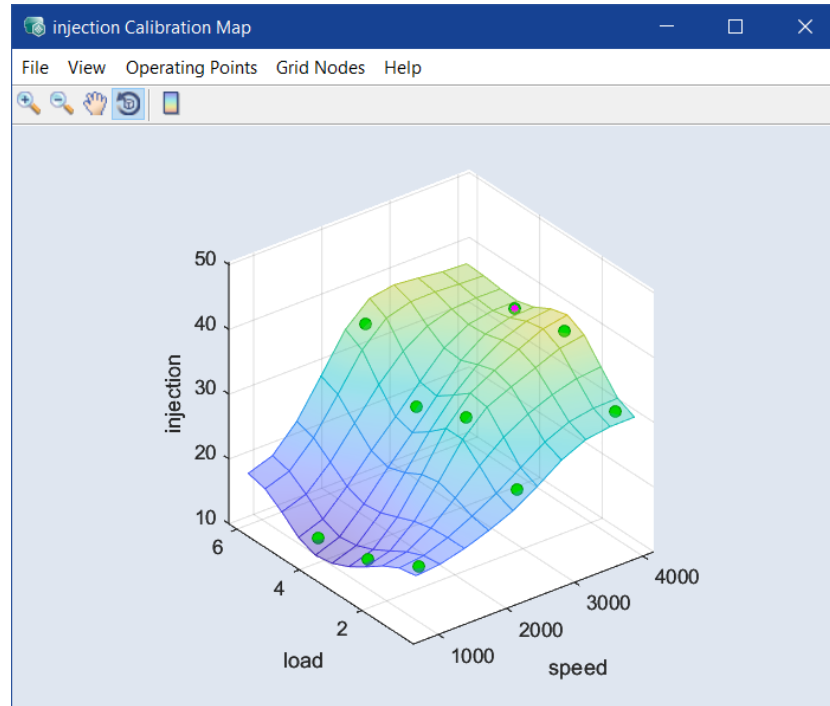 injection Calibration Map
File View Operating Points Grid Nodes Help
50
40
30
20
10
injection
6
4
2
load
1000
2000
3000
4000
speed